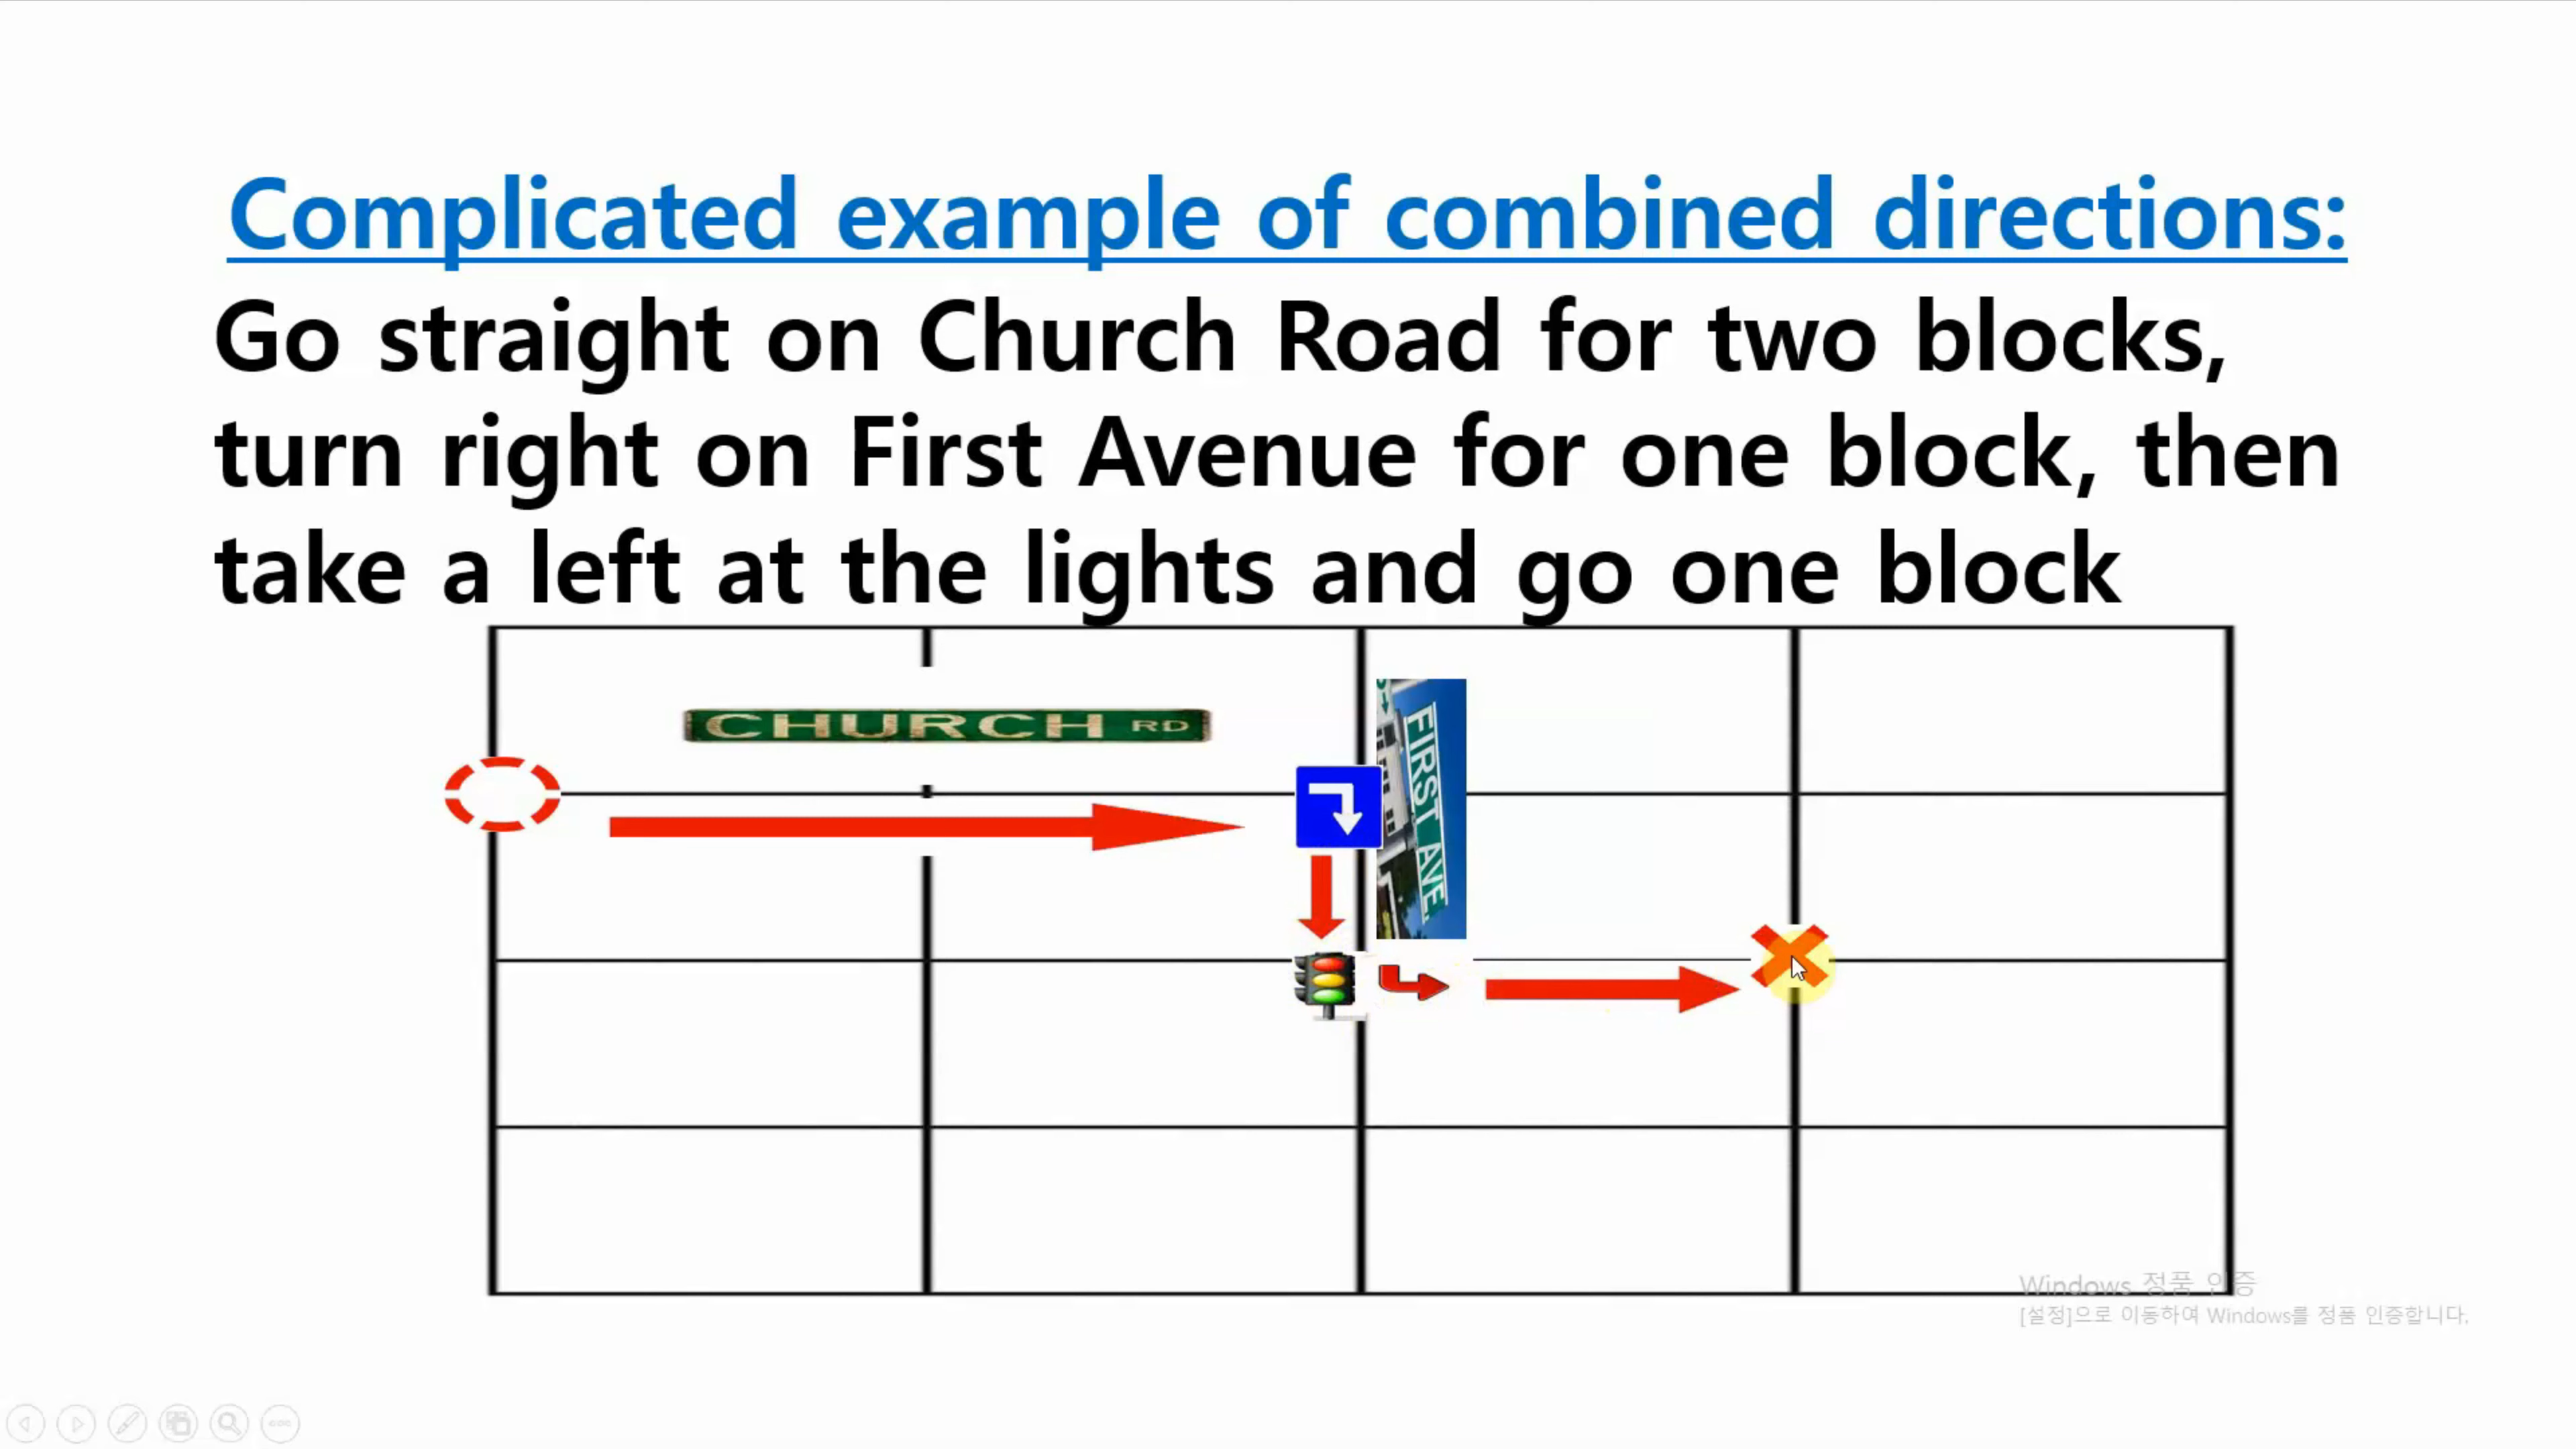 Complicated example of combined directions:
Go straight on Church Road for two blocks,
turn right on First Avenue for one block, then
take a left at the lights and go one block
CHURCH RD
FIRST AVE
Windows 정품 인증
[설정]으로 이동하여 Windows를 정품 인증합니다.